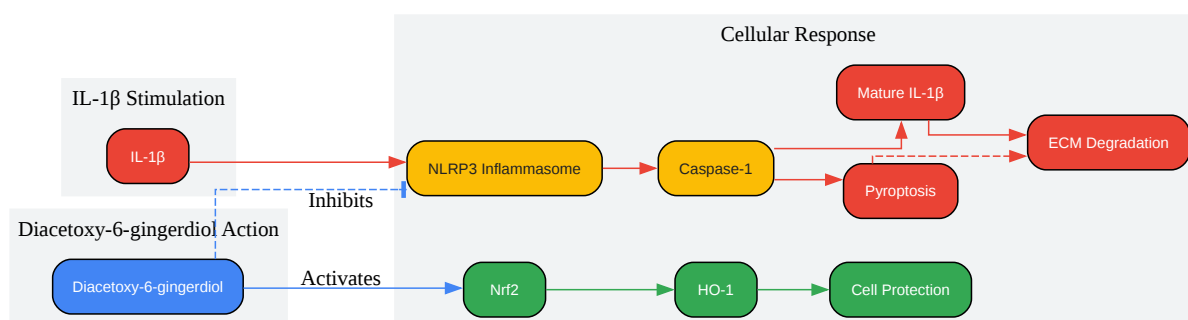 Cellular Response
IL-1β Stimulation
Mature IL-1β
IL-1β
NLRP3 Inflammasome
Caspase-1
ECM Degradation
Pyroptosis
Inhibits
Diacetoxy-6-gingerdiol Action
Diacetoxy-6-gingerdiol
Activates
Nrf2
HO-1
Cell Protection